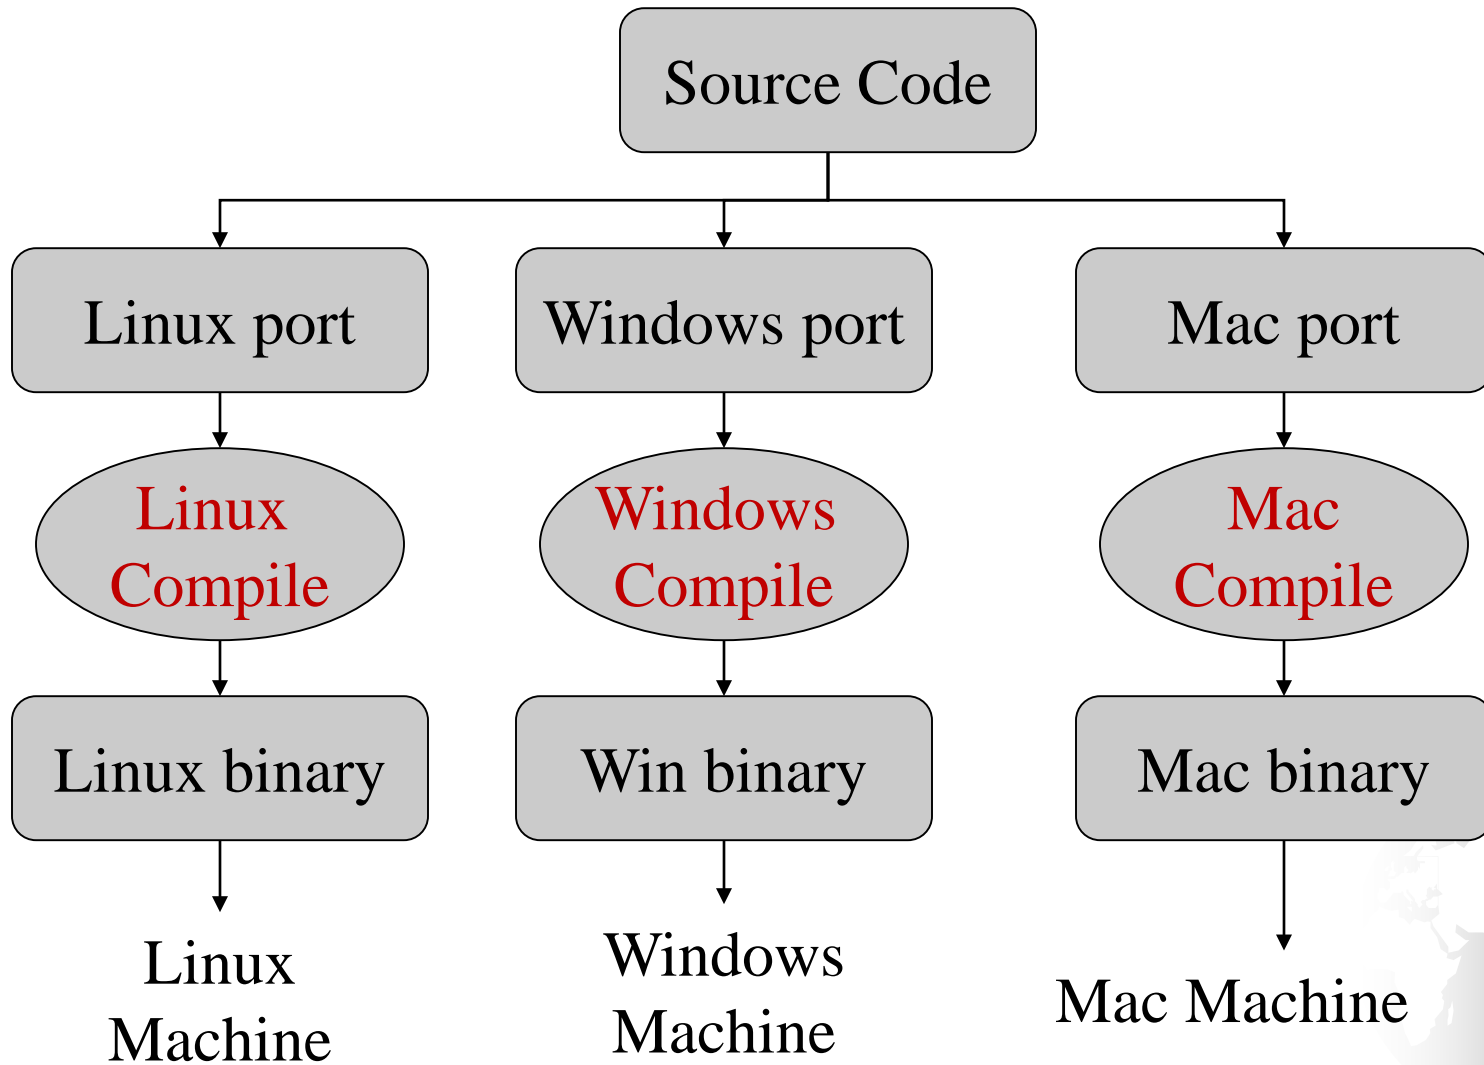 Source Code
Linux port
Windows port
Mac port
Linux
Compile
Windows
Compile
Mac
Compile
Linux binary
Win binary
Mac binary
Linux
Machine
Windows
Machine
Mac Machine